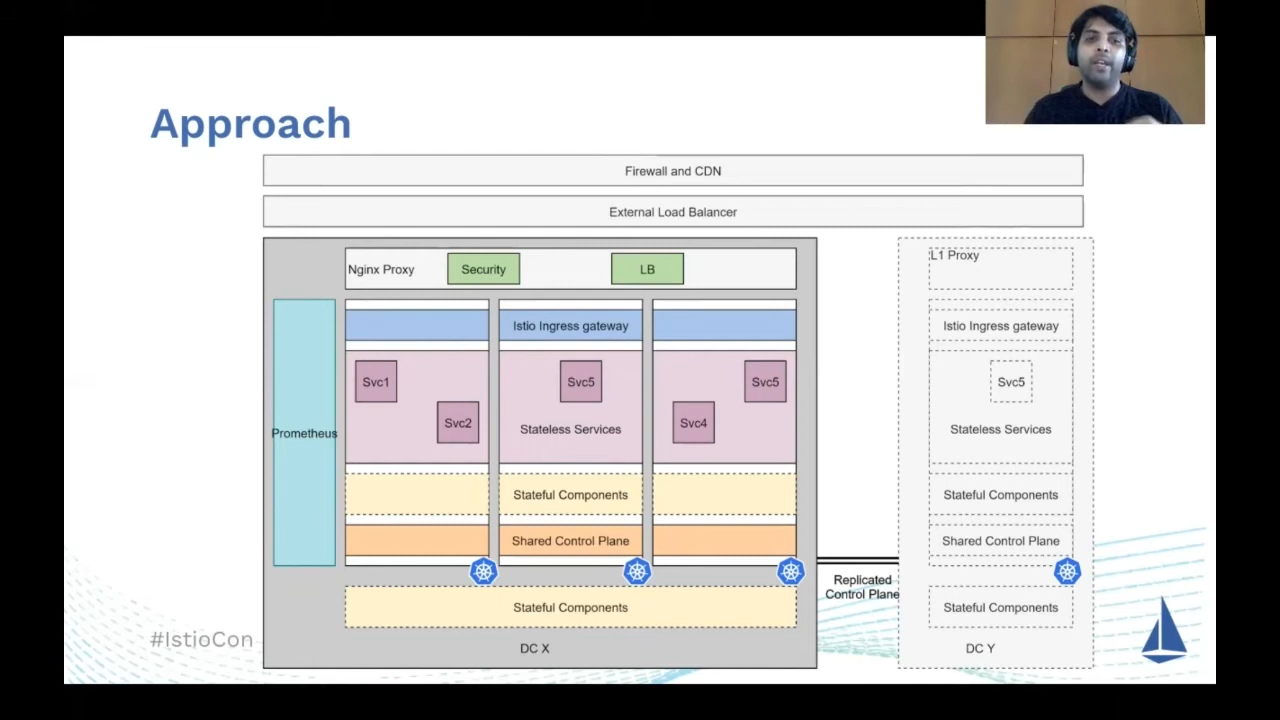 Approach
Firewall and CDN
External Load Balancer
Nginx Proxy
Security
LB
L1 Proxy
Istio Ingress gateway
Istio Ingress gateway
Svc1
Svc5
Svc5
Svc5
Svc2
Stateless Services
Svc4
Stateless Services
Prometheus
Stateful Components
Stateful Components
Shared Control Plane
Shared Control Plane
Replicated
Control Plane
Stateful Components
Stateful Components
#IstioCon
DC X
DC Y